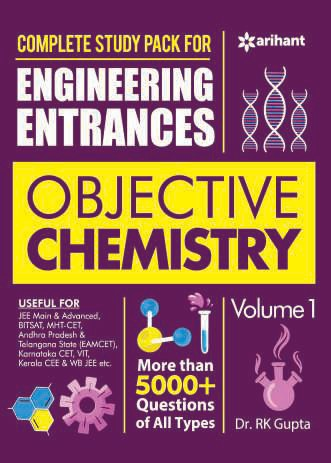 COMPLETE STUDY PACK FOR
arihant
ENGINEERING
ENTRANCES
OBJECTIVE
CHEMISTRY
USEFUL FOR
JEE Main & Advanced,
BITSAT, MHT-CET,
Andhra Pradesh &
Telangana State (EAMCET),
Karnataka CET, VIT,
Kerala CEE & WB JEE etc.
More than
5000+
Questions
of All Types
Volume 1
Dr. RK Gupta